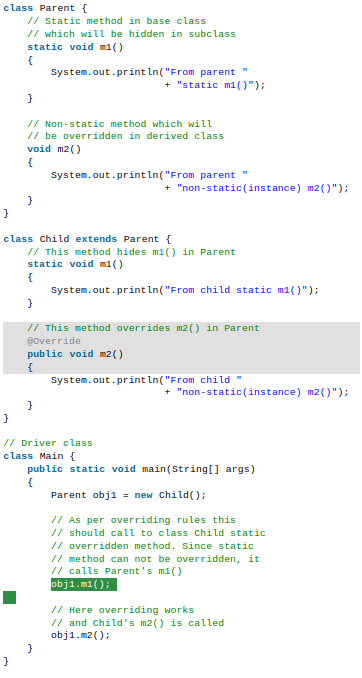 class Parent {
    // Static method in base class
    // which will be hidden in subclass
    static void m1()
    {
        System.out.println("From parent "
                           + "static m1()");
    }

    // Non-static method which will
    // be overridden in derived class
    void m2()
    {
        System.out.println("From parent "
                           + "non-static(instance) m2()");
    }
}

class Child extends Parent {
    // This method hides m1() in Parent
    static void m1()
    {
        System.out.println("From child static m1()");
    }

    // This method overrides m2() in Parent
    @Override
    public void m2()
    {
        System.out.println("From child "
                           + "non-static(instance) m2()");
    }
}

// Driver class
class Main {
    public static void main(String[] args)
    {
        Parent obj1 = new Child();

        // As per overriding rules this
        // should call to class Child static
        // overridden method. Since static
        // method can not be overridden, it
        // calls Parent's m1()
        obj1.m1();

        // Here overriding works
        // and Child's m2() is called
        obj1.m2();
    }
}